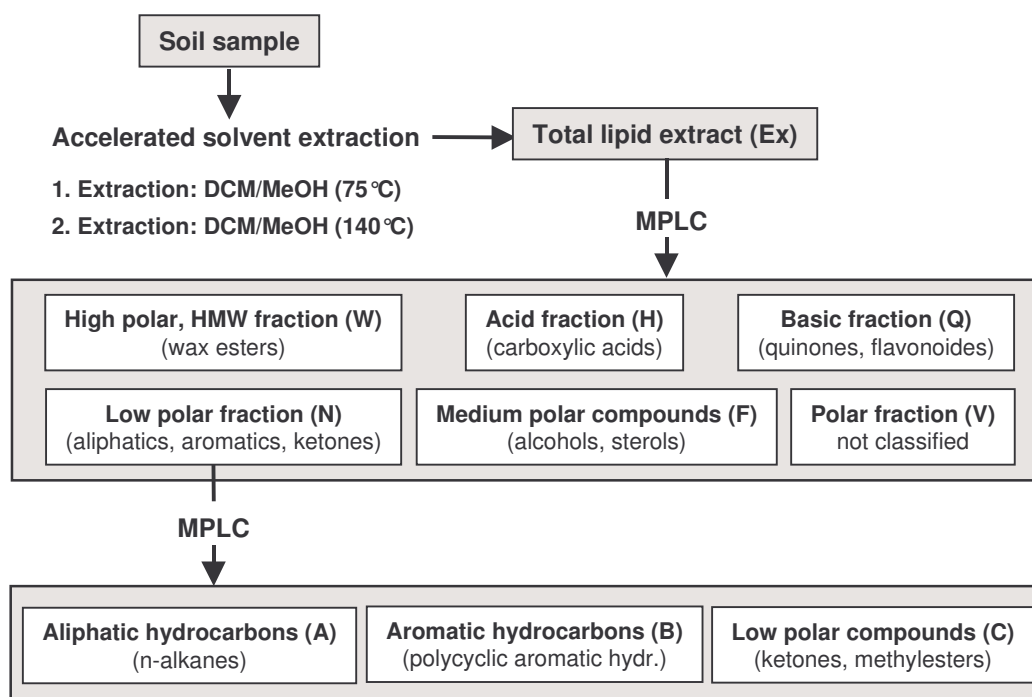 Soil sample
Accelerated solvent extraction
Total lipid extract (Ex)
1. Extraction: DCM/MeOH (75°C)
2. Extraction: DCM/MeOH (140°C)
MPLC
High polar, HMW fraction (W)
(wax esters)
Acid fraction (H)
(carboxylic acids)
Basic fraction (Q)
(quinones, flavonoides)
Low polar fraction (N)
(aliphatics, aromatics, ketones)
Medium polar compounds (F)
(alcohols, sterols)
Polar fraction (V)
not classified
MPLC
Aliphatic hydrocarbons (A)
(n-alkanes)
Aromatic hydrocarbons (B)
(polycyclic aromatic hydr.)
Low polar compounds (C)
(ketones, methylesters)